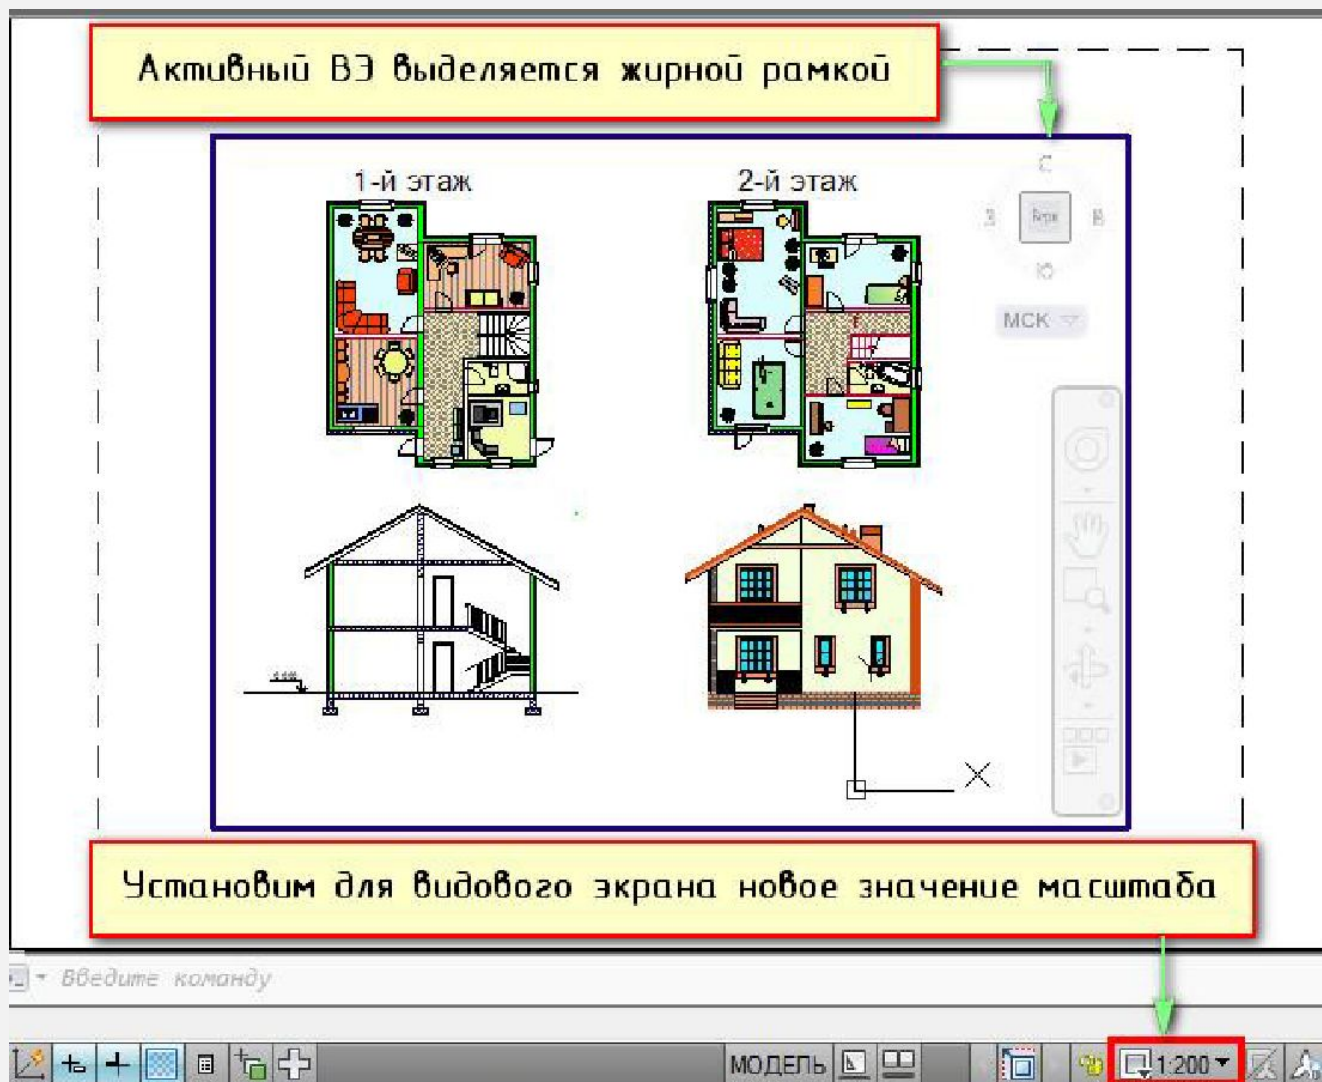 Активный ВЭ выделяется жирной рамкой
1-й этаж
2-й этаж
С
Верх
В
Ю
МСК
X
Установим для видового экрана новое значение масштаба
Введите команду
МОДЕЛЬ
1:200